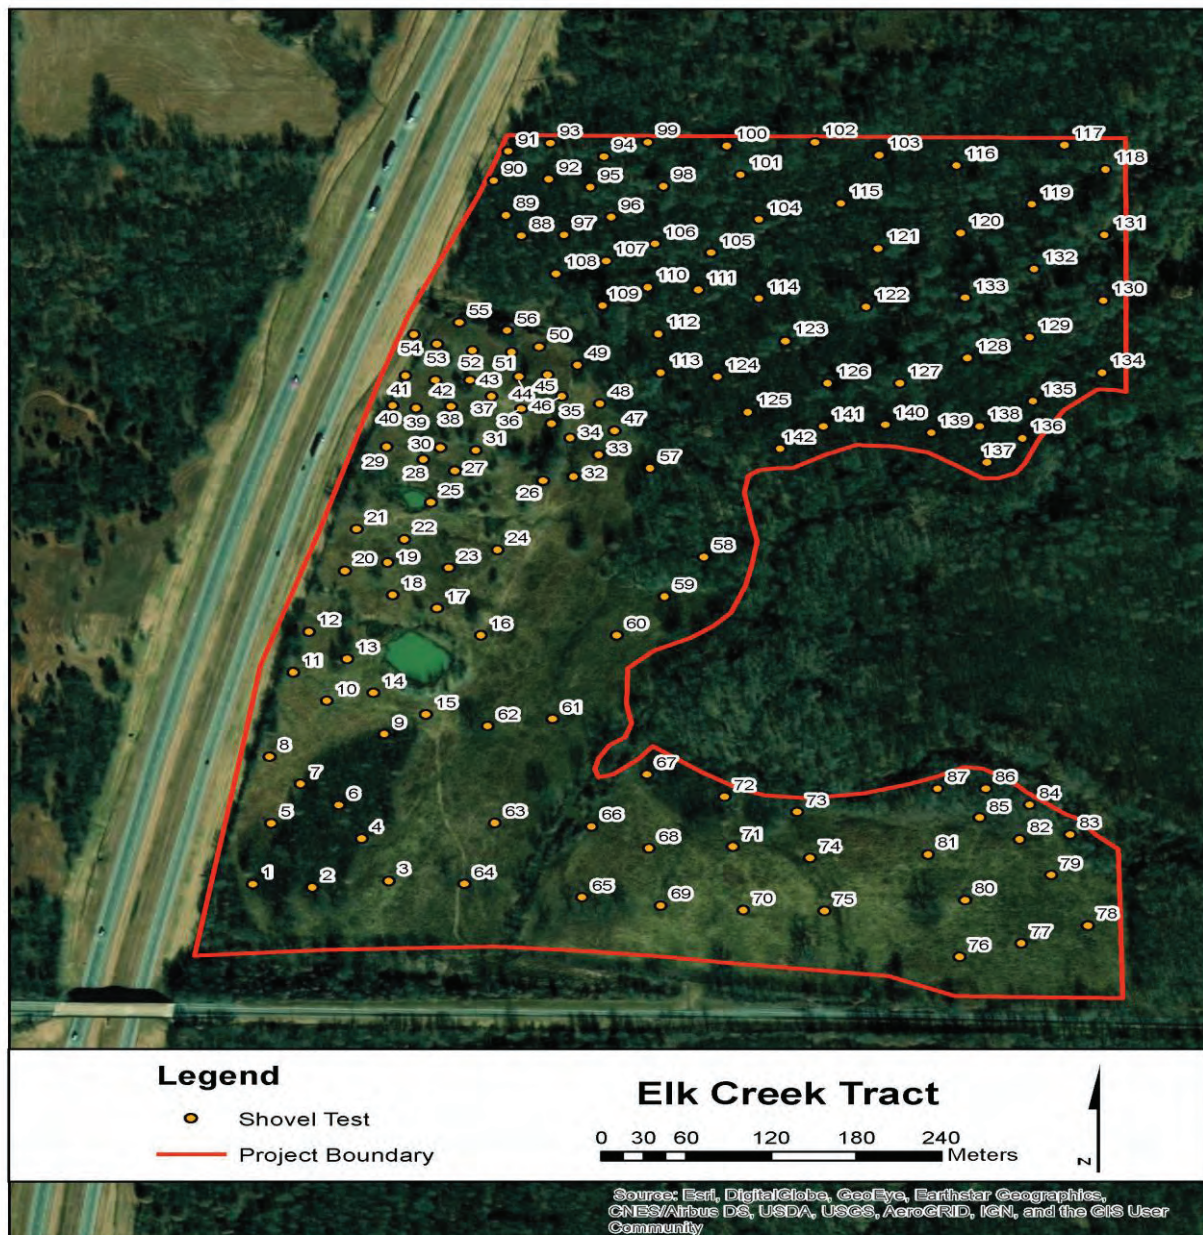 91 93 94 99 100 102 103 116 117 118
90 92 95 98 101 115 119
89 88 97 96 106 105 104 121 120 131
108 107 110 111 114 122 133 132 130
109 112 123 129
55 56 50 49 113 124 126 127 128 134
54 53 52 51 48 125 135
41 42 43 44 45 47 141 140 139 138 136
40 39 38 37 36 46 35 34 33 142 137
29 30 31 32 57
28 27 26
25
21 22 24 58
20 19 23 59
18 17
12 16 60
11 13
10 14
9 15 62 61
8 67 87 86
7 72 73 84
6 85 83
5 4 63 66 71 82
68 74 81 79
1 2 3 64 80
65 69 70 75 78
76 77
Legend
Shovel Test
Project Boundary
Elk Creek Tract
0 30 60 120 180 240
Meters
N
Source: Esri, DigitalGlobe, GeoEye, Earthstar Geographics,
CNES/Airbus DS, USDA, USGS, AeroGRID, IGN, and the GIS User
Community